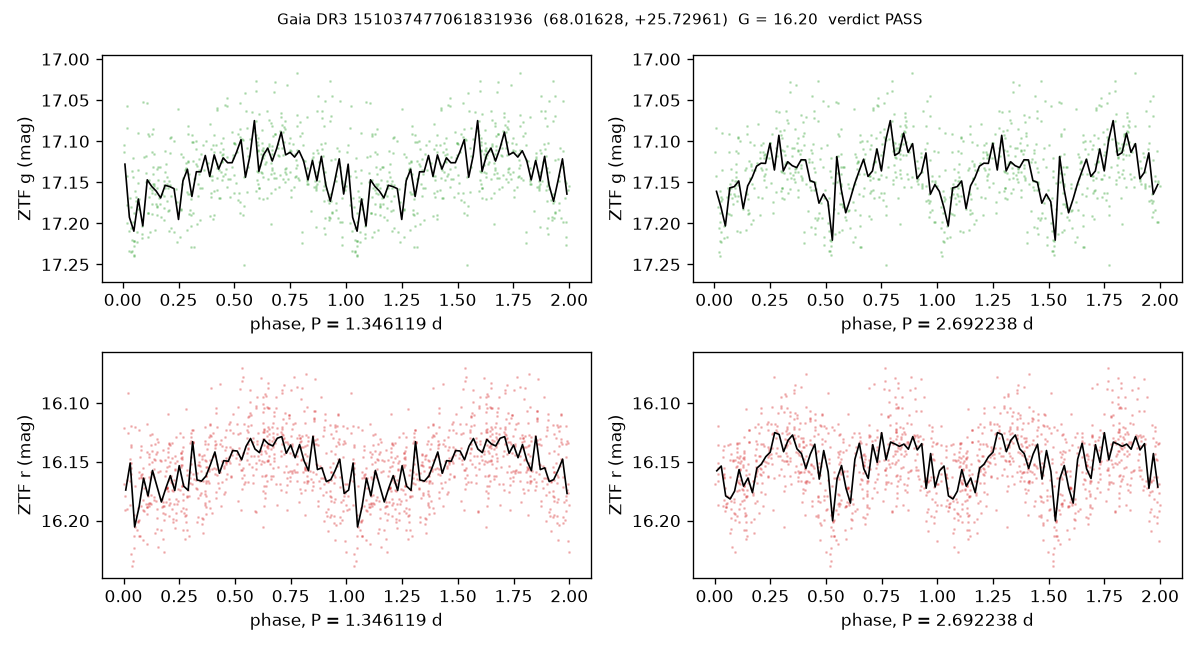 Gaia DR3 151037477061831936 (68.01628, +25.72961) G = 16.20 verdict PASS
ZTF g (mag)
17.00
17.05
17.10
17.15
17.20
17.25
0.00 0.25 0.50 0.75 1.00 1.25 1.50 1.75 2.00
phase, P = 1.346119 d
ZTF g (mag)
17.00
17.05
17.10
17.15
17.20
17.25
0.00 0.25 0.50 0.75 1.00 1.25 1.50 1.75 2.00
phase, P = 2.692238 d
ZTF r (mag)
16.10
16.15
16.20
0.00 0.25 0.50 0.75 1.00 1.25 1.50 1.75 2.00
phase, P = 1.346119 d
ZTF r (mag)
16.10
16.15
16.20
0.00 0.25 0.50 0.75 1.00 1.25 1.50 1.75 2.00
phase, P = 2.692238 d